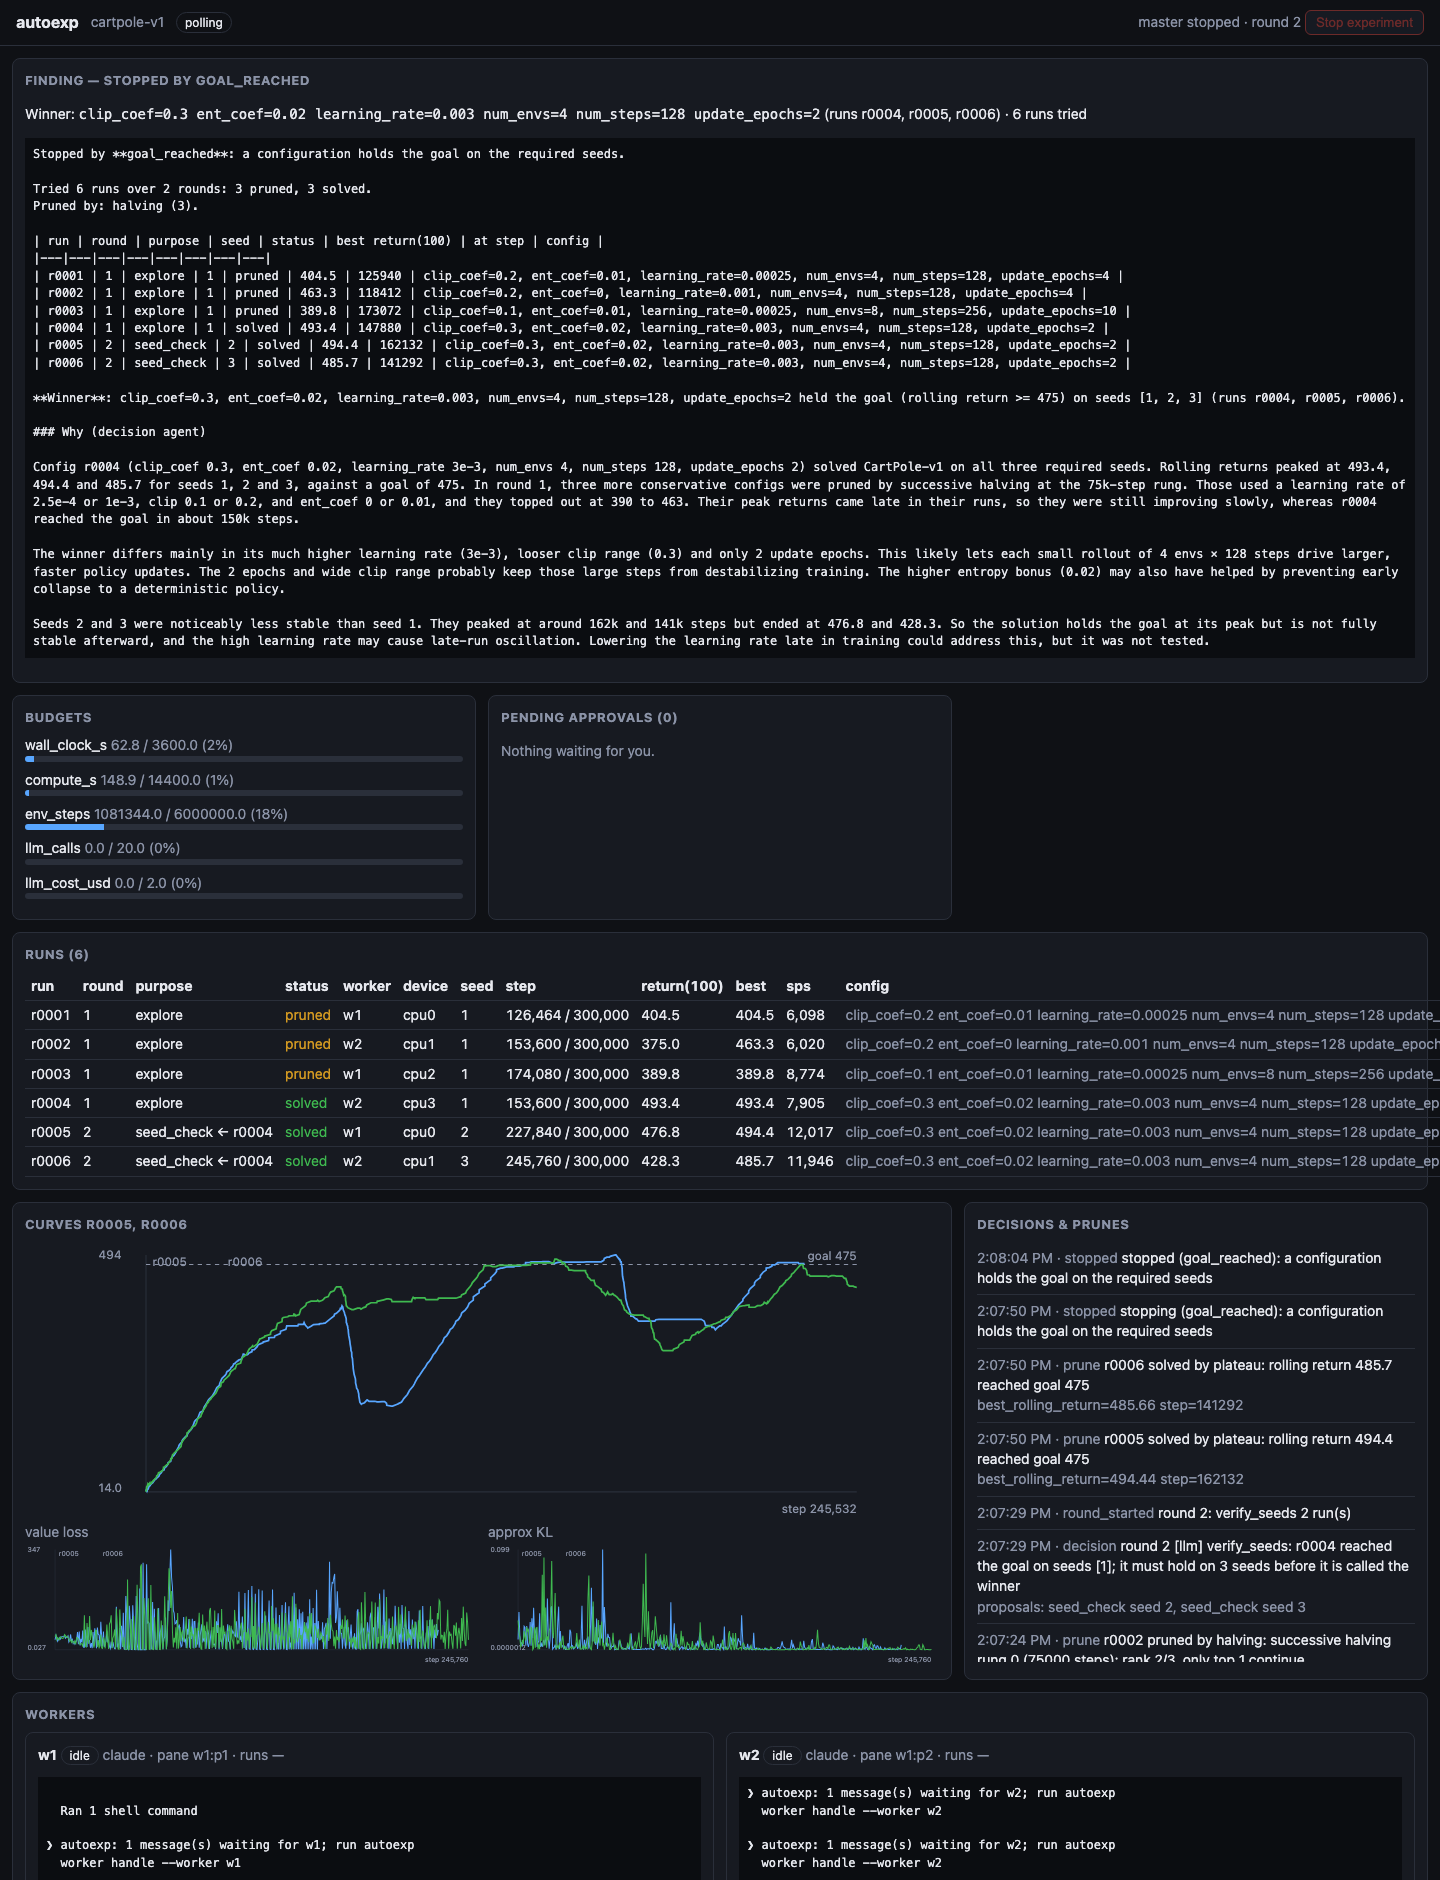 autoexp cartpole-v1 polling master stopped · round 2 Stop experiment
FINDING — STOPPED BY GOAL_REACHED
Winner: clip_coef=0.3 ent_coef=0.02 learning_rate=0.003 num_envs=4 num_steps=128 update_epochs=2 (runs r0004, r0005, r0006) · 6 runs tried
Stopped by **goal_reached**: a configuration holds the goal on the required seeds.
Tried 6 runs over 2 rounds: 3 pruned, 3 solved.
Pruned by: halving (3).
| run | round | purpose | seed | status | best return(100) | at step | config |
|---|---|---|---|---|---|---|---|
| r0001 | 1 | explore | 1 | pruned | 404.5 | 125940 | clip_coef=0.2, ent_coef=0.01, learning_rate=0.00025, num_envs=4, num_steps=128, update_epochs=4 |
| r0002 | 1 | explore | 1 | pruned | 463.3 | 118412 | clip_coef=0.2, ent_coef=0, learning_rate=0.001, num_envs=4, num_steps=128, update_epochs=4 |
| r0003 | 1 | explore | 1 | pruned | 389.8 | 173072 | clip_coef=0.1, ent_coef=0.01, learning_rate=0.00025, num_envs=8, num_steps=256, update_epochs=10 |
| r0004 | 1 | explore | 1 | solved | 493.4 | 147880 | clip_coef=0.3, ent_coef=0.02, learning_rate=0.003, num_envs=4, num_steps=128, update_epochs=2 |
| r0005 | 2 | seed_check | 2 | solved | 494.4 | 162132 | clip_coef=0.3, ent_coef=0.02, learning_rate=0.003, num_envs=4, num_steps=128, update_epochs=2 |
| r0006 | 2 | seed_check | 3 | solved | 485.7 | 141292 | clip_coef=0.3, ent_coef=0.02, learning_rate=0.003, num_envs=4, num_steps=128, update_epochs=2 |
**Winner**: clip_coef=0.3, ent_coef=0.02, learning_rate=0.003, num_envs=4, num_steps=128, update_epochs=2 held the goal (rolling return >= 475) on seeds [1, 2, 3] (runs r0004, r0005, r0006).
### Why (decision agent)
Config r0004 (clip_coef 0.3, ent_coef 0.02, learning_rate 3e-3, num_envs 4, num_steps 128, update_epochs 2) solved CartPole-v1 on all three required seeds. Rolling returns peaked at 493.4,
494.4 and 485.7 for seeds 1, 2 and 3, against a goal of 475. In round 1, three more conservative configs were pruned by successive halving at the 75k-step rung. Those used a learning rate of
2.5e-4 or 1e-3, clip 0.1 or 0.2, and ent_coef 0 or 0.01, and they topped out at 390 to 463. Their peak returns came late in their runs, so they were still improving slowly, whereas r0004
reached the goal in about 150k steps.
The winner differs mainly in its much higher learning rate (3e-3), looser clip range (0.3) and only 2 update epochs. This likely lets each small rollout of 4 envs × 128 steps drive larger,
faster policy updates. The 2 epochs and wide clip range probably keep those large steps from destabilizing training. The higher entropy bonus (0.02) may also have helped by preventing early
collapse to a deterministic policy.
Seeds 2 and 3 were noticeably less stable than seed 1. They peaked at around 162k and 141k steps but ended at 476.8 and 428.3. So the solution holds the goal at its peak but is not fully
stable afterward, and the high learning rate may cause late-run oscillation. Lowering the learning rate late in training could address this, but it was not tested.
BUDGETS
wall_clock_s 62.8 / 3600.0 (2%)
compute_s 148.9 / 14400.0 (1%)
env_steps 1081344.0 / 6000000.0 (18%)
llm_calls 0.0 / 20.0 (0%)
llm_cost_usd 0.0 / 2.0 (0%)
PENDING APPROVALS (0)
Nothing waiting for you.
RUNS (6)
run round purpose status worker device seed step return(100) best sps config
r0001 1 explore pruned w1 cpu0 1 126,464 / 300,000 404.5 404.5 6,098 clip_coef=0.2 ent_coef=0.01 learning_rate=0.00025 num_envs=4 num_steps=128 update_
r0002 1 explore pruned w2 cpu1 1 153,600 / 300,000 375.0 463.3 6,020 clip_coef=0.2 ent_coef=0 learning_rate=0.001 num_envs=4 num_steps=128 update_epoch
r0003 1 explore pruned w1 cpu2 1 174,080 / 300,000 389.8 389.8 8,774 clip_coef=0.1 ent_coef=0.01 learning_rate=0.00025 num_envs=8 num_steps=256 update_
r0004 1 explore solved w2 cpu3 1 153,600 / 300,000 493.4 493.4 7,905 clip_coef=0.3 ent_coef=0.02 learning_rate=0.003 num_envs=4 num_steps=128 update_ep
r0005 2 seed_check ← r0004 solved w1 cpu0 2 227,840 / 300,000 476.8 494.4 12,017 clip_coef=0.3 ent_coef=0.02 learning_rate=0.003 num_envs=4 num_steps=128 update_ep
r0006 2 seed_check ← r0004 solved w2 cpu1 3 245,760 / 300,000 428.3 485.7 11,946 clip_coef=0.3 ent_coef=0.02 learning_rate=0.003 num_envs=4 num_steps=128 update_ep
CURVES R0005, R0006
494
r0005 r0006
goal 475
14.0
step 245,532
value loss
347
r0005 r0006
0.027
step 245,760
approx KL
0.099
r0005 r0006
0.0000012
step 245,760
DECISIONS & PRUNES
2:08:04 PM · stopped stopped (goal_reached): a configuration
holds the goal on the required seeds
2:07:50 PM · stopped stopping (goal_reached): a configuration
holds the goal on the required seeds
2:07:50 PM · prune r0006 solved by plateau: rolling return 485.7
reached goal 475
best_rolling_return=485.66 step=141292
2:07:50 PM · prune r0005 solved by plateau: rolling return 494.4
reached goal 475
best_rolling_return=494.44 step=162132
2:07:29 PM · round_started round 2: verify_seeds 2 run(s)
2:07:29 PM · decision round 2 [llm] verify_seeds: r0004 reached
the goal on seeds [1]; it must hold on 3 seeds before it is called the
winner
proposals: seed_check seed 2, seed_check seed 3
2:07:24 PM · prune r0002 pruned by halving: successive halving
rung 0 (75000 steps): rank 2/3, only top 1 continue
WORKERS
w1 idle claude · pane w1:p1 · runs —
Ran 1 shell command
❯ autoexp: 1 message(s) waiting for w1; run autoexp
worker handle --worker w1
w2 idle claude · pane w1:p2 · runs —
❯ autoexp: 1 message(s) waiting for w2; run autoexp
worker handle --worker w2
❯ autoexp: 1 message(s) waiting for w2; run autoexp
worker handle --worker w2